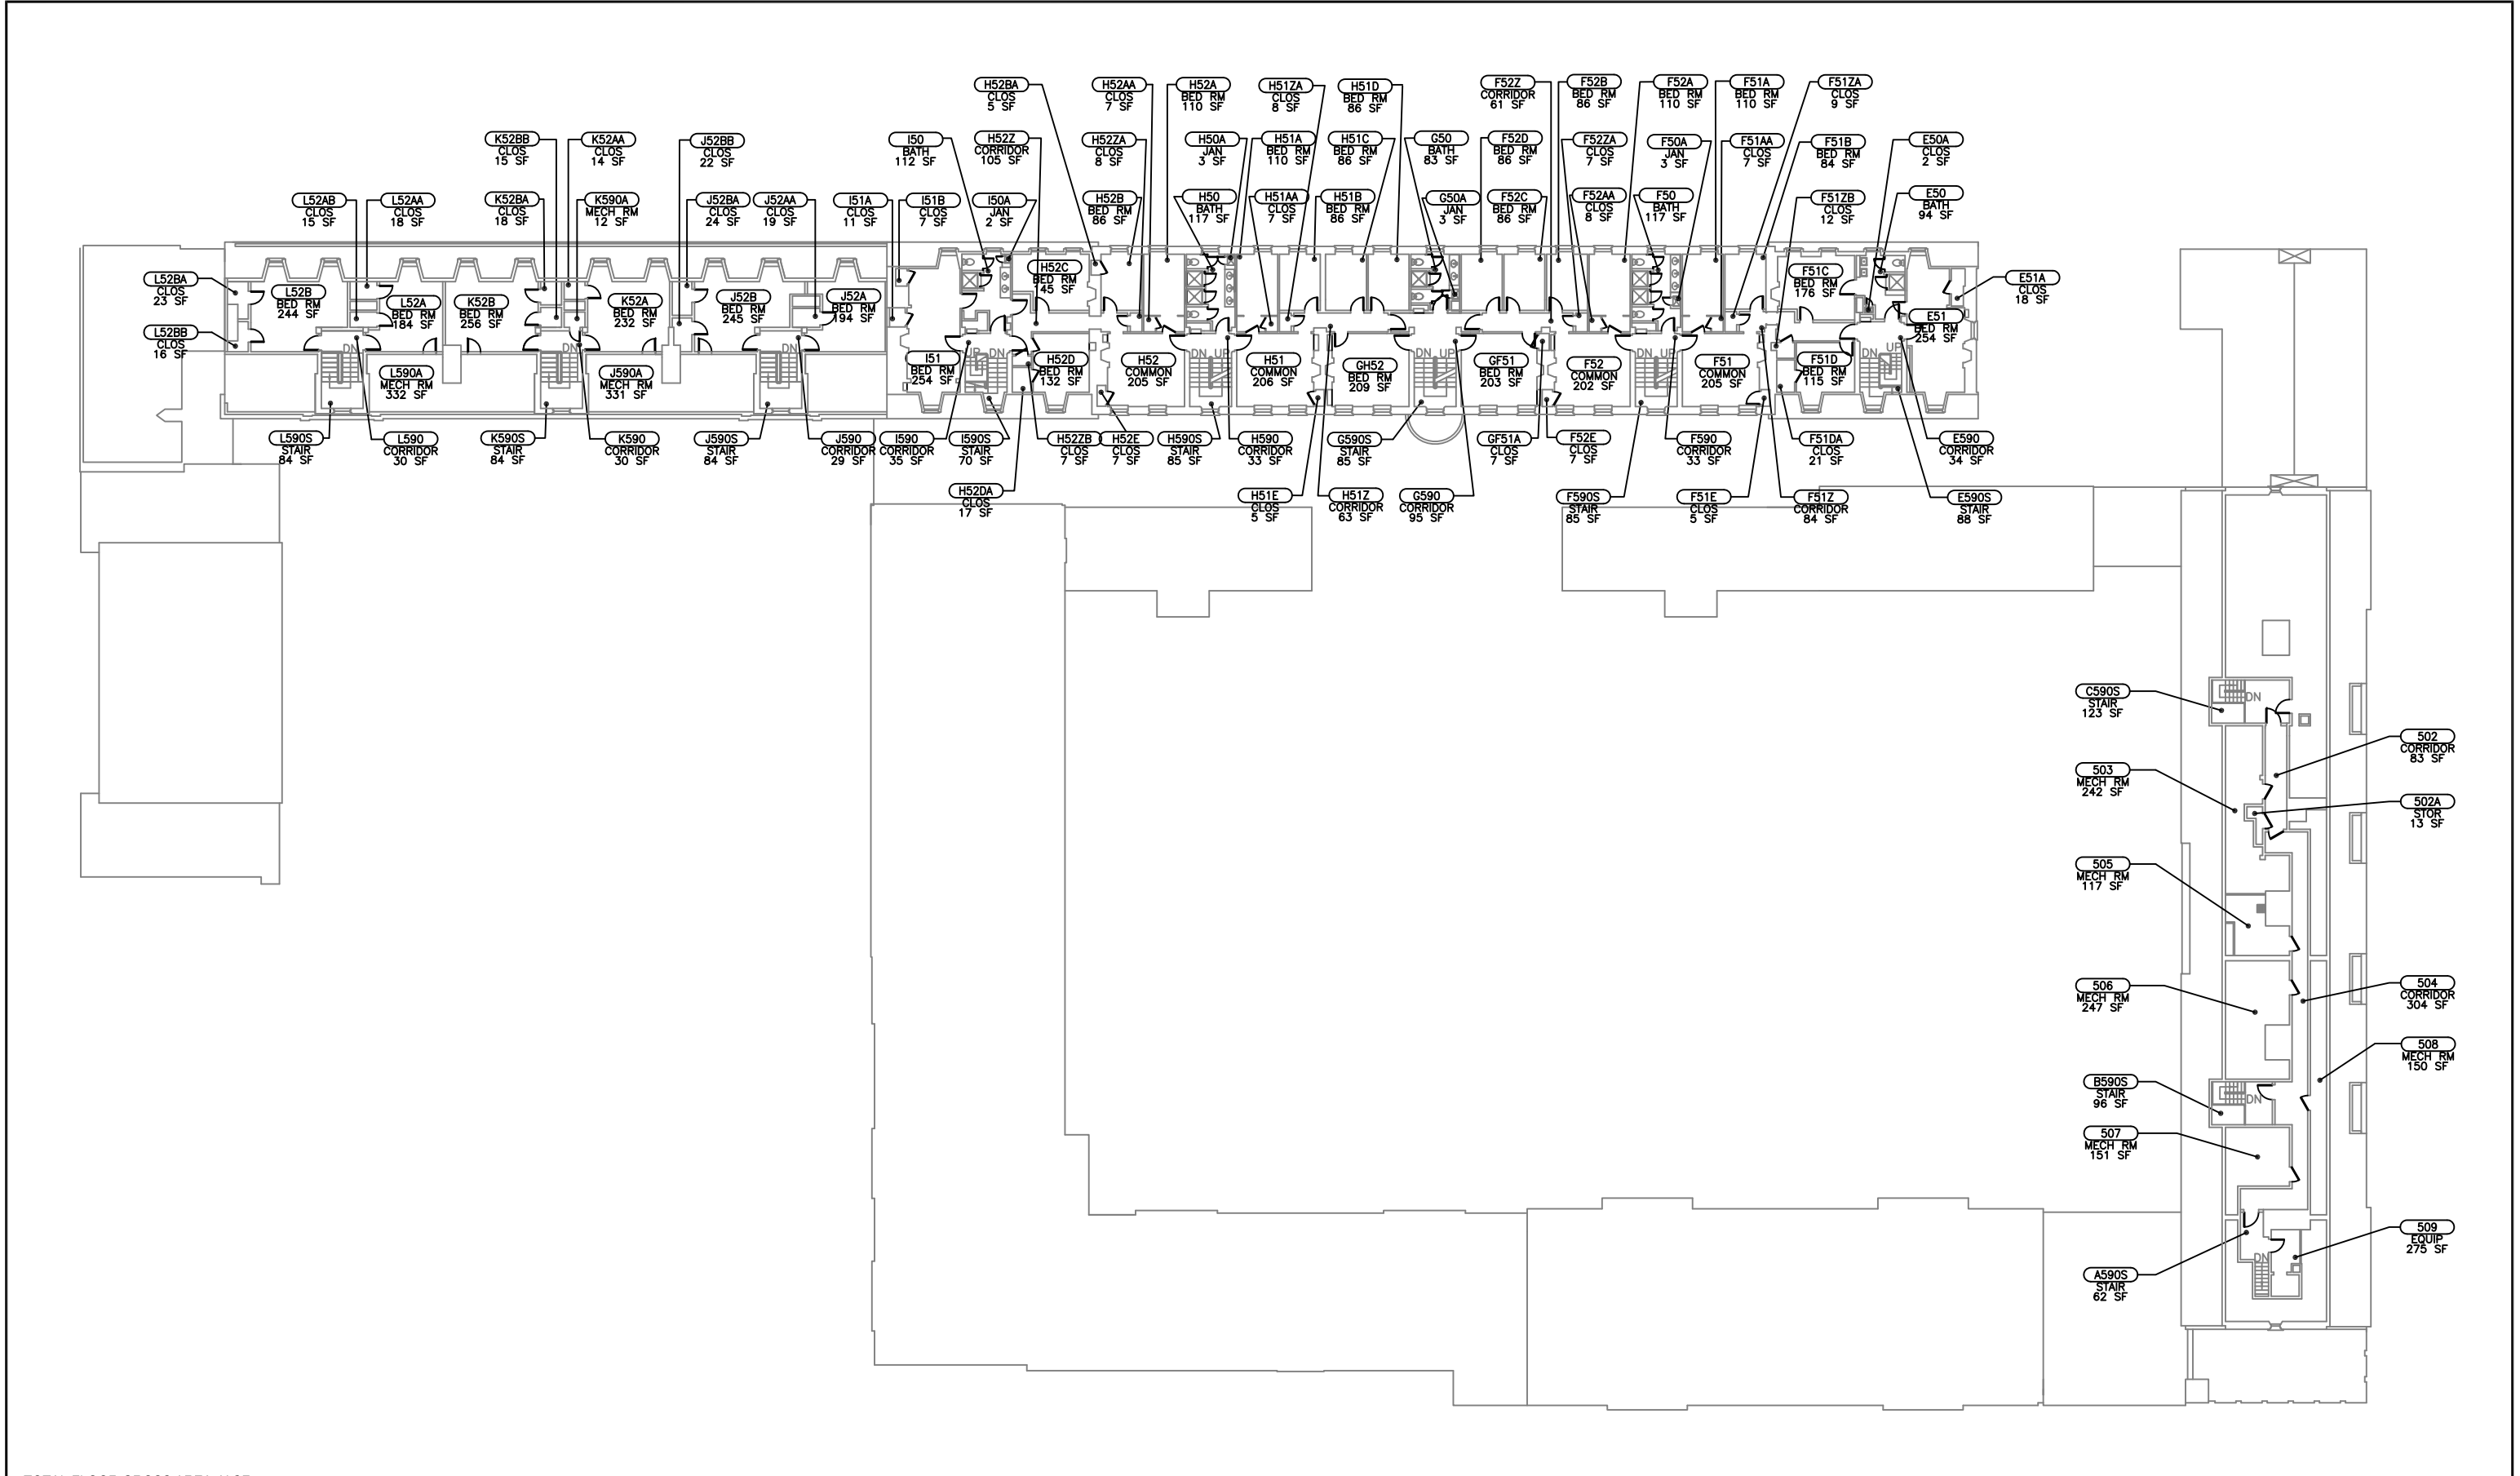 H52BA
CLOS
5 SF
H52AA
CLOS
7 SF
H52A
BED RM
110 SF
H51ZA
CLOS
8 SF
H51D
BED RM
86 SF
F52Z
CORRIDOR
61 SF
F52B
BED RM
86 SF
F52A
BED RM
110 SF
F51A
BED RM
110 SF
F51ZA
CLOS
9 SF
K52BB
CLOS
15 SF
K52AA
CLOS
14 SF
J52BB
CLOS
22 SF
I50
BATH
112 SF
H52Z
CORRIDOR
105 SF
H52ZA
CLOS
8 SF
H50A
JAN
3 SF
H51A
BED RM
110 SF
H51C
BED RM
86 SF
G50
BATH
83 SF
F52D
BED RM
86 SF
F52ZA
CLOS
7 SF
F50A
JAN
3 SF
F51AA
CLOS
7 SF
F51B
BED RM
84 SF
E50A
CLOS
2 SF
L52AB
CLOS
15 SF
L52AA
CLOS
18 SF
K52BA
CLOS
18 SF
K590A
MECH RM
12 SF
J52BA
CLOS
24 SF
J52AA
CLOS
19 SF
I51A
CLOS
11 SF
I51B
CLOS
7 SF
I50A
JAN
2 SF
H52B
BED RM
86 SF
H50
BATH
117 SF
H51AA
CLOS
7 SF
H51B
BED RM
86 SF
G50A
JAN
3 SF
F52C
BED RM
86 SF
F52AA
CLOS
8 SF
F50
BATH
117 SF
F51ZB
CLOS
12 SF
E50
BATH
94 SF
L52BA
CLOS
23 SF
L52B
BED RM
244 SF
L52A
BED RM
184 SF
K52B
BED RM
256 SF
K52A
BED RM
232 SF
J52B
BED RM
245 SF
J52A
BED RM
194 SF
H52C
BED RM
145 SF
F51C
BED RM
176 SF
E51A
CLOS
18 SF
E51
BED RM
254 SF
L52BB
CLOS
16 SF
DN
DN
DN
UP
DN
DN
UP
DN
UP
DN
UP
DN
UP
L590A
MECH RM
332 SF
J590A
MECH RM
331 SF
I51
BED RM
254 SF
H52D
BED RM
132 SF
H52
COMMON
205 SF
H51
COMMON
206 SF
GH52
BED RM
209 SF
GF51
BED RM
203 SF
F52
COMMON
202 SF
F51
COMMON
205 SF
F51D
BED RM
115 SF
L590S
STAIR
84 SF
L590
CORRIDOR
30 SF
K590S
STAIR
84 SF
K590
CORRIDOR
30 SF
J590S
STAIR
84 SF
J590
CORRIDOR
29 SF
I590
CORRIDOR
35 SF
I590S
STAIR
70 SF
H52ZB
CLOS
7 SF
H52E
CLOS
7 SF
H590S
STAIR
85 SF
H590
CORRIDOR
33 SF
G590S
STAIR
85 SF
GF51A
CLOS
7 SF
F52E
CLOS
7 SF
F590
CORRIDOR
33 SF
F51DA
CLOS
21 SF
E590
CORRIDOR
34 SF
H52DA
CLOS
17 SF
H51E
CLOS
5 SF
H51Z
CORRIDOR
63 SF
G590
CORRIDOR
95 SF
F590S
STAIR
85 SF
F51E
CLOS
5 SF
F51Z
CORRIDOR
84 SF
E590S
STAIR
88 SF
C590S
STAIR
123 SF
DN
502
CORRIDOR
83 SF
503
MECH RM
242 SF
502A
STOR
13 SF
505
MECH RM
117 SF
506
MECH RM
247 SF
504
CORRIDOR
304 SF
508
MECH RM
150 SF
B590S
STAIR
96 SF
DN
507
MECH RM
151 SF
509
EQUIP
275 SF
DN
A590S
STAIR
62 SF